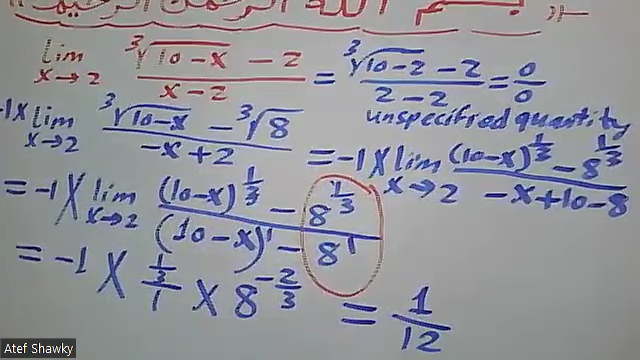 بسم الله الرحمن الرحيم
lim x→2 (∛(10-x) - 2)/(x-2) = (∛(10-2) - 2)/(2-2) = 0/0
unspecifred quantity
-1 × lim x→2 (∛(10-x) - ∛8)/(-x+2) = -1 × lim x→2 ((10-x)^(1/3) - 8^(1/3))/(-x+10-8)
= -1 × lim x→2 ((10-x)^(1/3) - 8^(1/3))/((10-x)^1 - 8^1)
= -1 × (1/3)/1 × 8^(-2/3) = 1/12
Atef Shawky